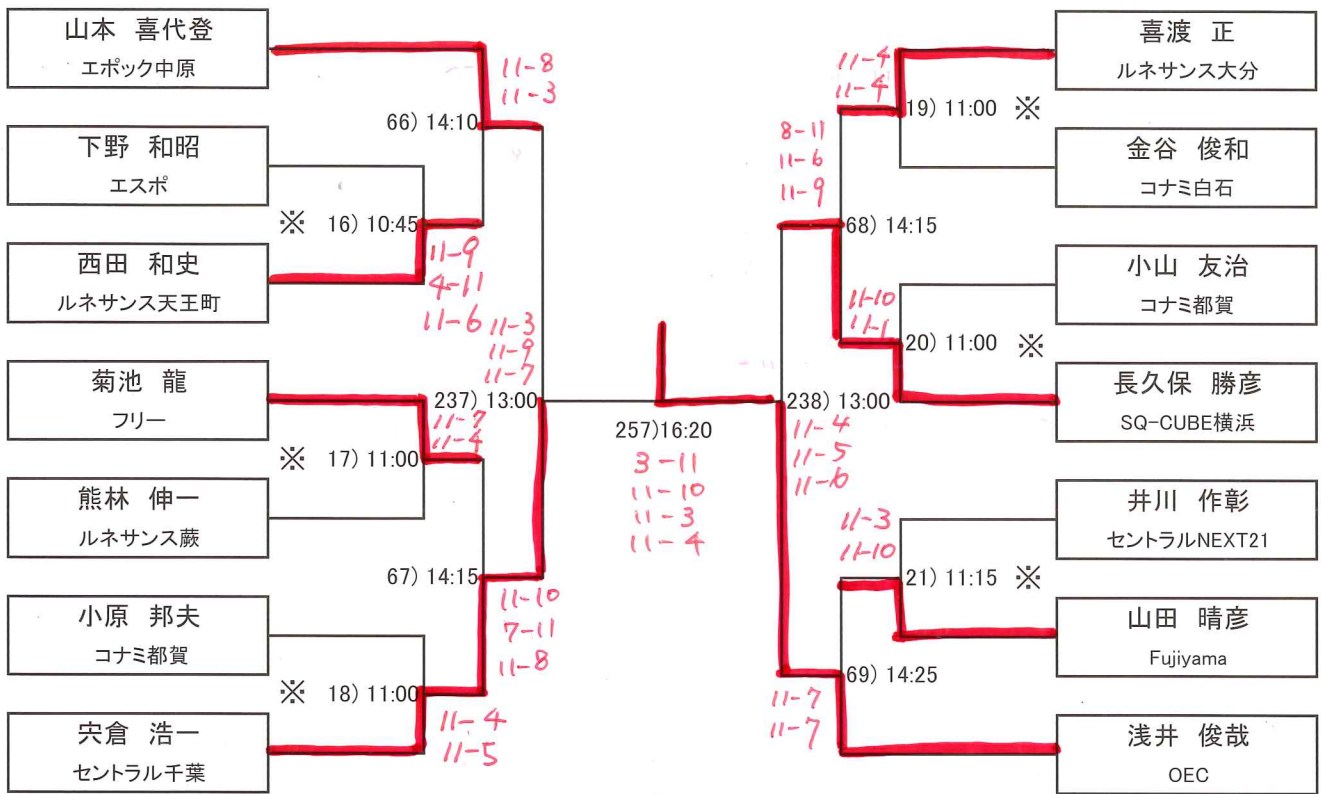 山本 喜代登
エポック中原
下野 和昭
エスポ
西田 和史
ルネサンス天王町
菊池 龍
フリー
熊林 伸一
ルネサンス蕨
小原 邦夫
コナミ都賀
宍倉 浩一
セントラル千葉
11-8
11-3
66) 14:10
※ 16) 10:45
11-9
4-11
11-6
11-3
11-9
11-7
237) 13:00
11-7
11-4
※ 17) 11:00
67) 14:15
11-10
7-11
11-8
※ 18) 11:00
11-4
11-5
257)16:20
3-11
11-10
11-3
11-4
11-4
11-4
19) 11:00 ※
8-11
11-6
11-9
68) 14:15
11-10
11-1
20) 11:00 ※
238) 13:00
11-4
11-5
11-3
11-10
21) 11:15 ※
69) 14:25
11-7
11-7
喜渡 正
ルネサンス大分
金谷 俊和
コナミ白石
小山 友治
コナミ都賀
長久保 勝彦
SQ-CUBE横浜
井川 作彰
セントラルNEXT21
山田 晴彦
Fujiyama
浅井 俊哉
OEC